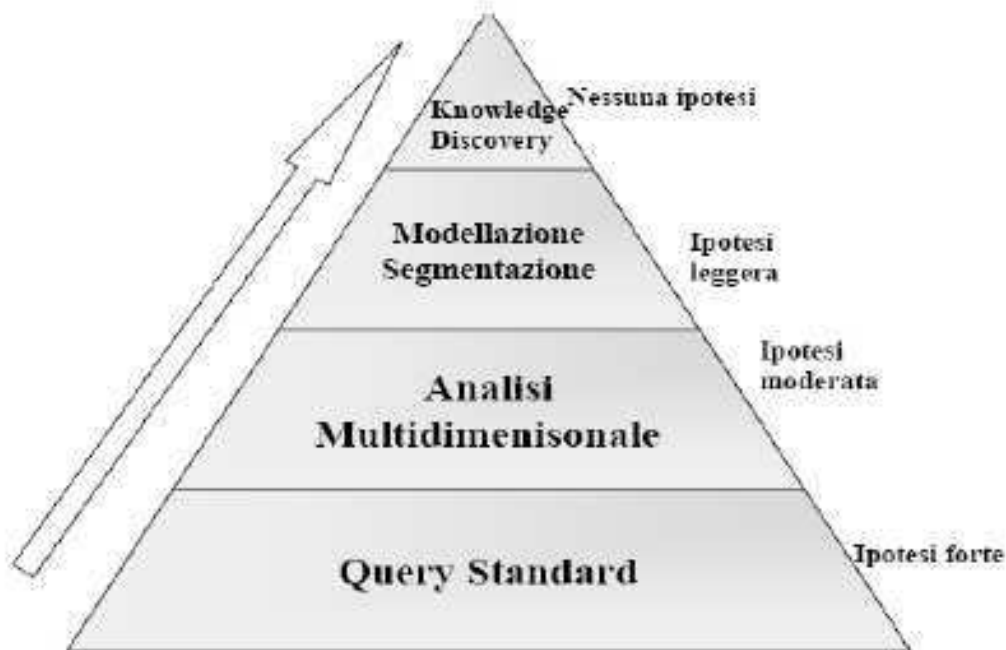 Knowledge
Discovery
Nessuna ipotesi
Modellazione
Segmentazione
Ipotesi
leggera
Analisi
Multidimenisonale
Ipotesi
moderata
Query Standard
Ipotesi forte